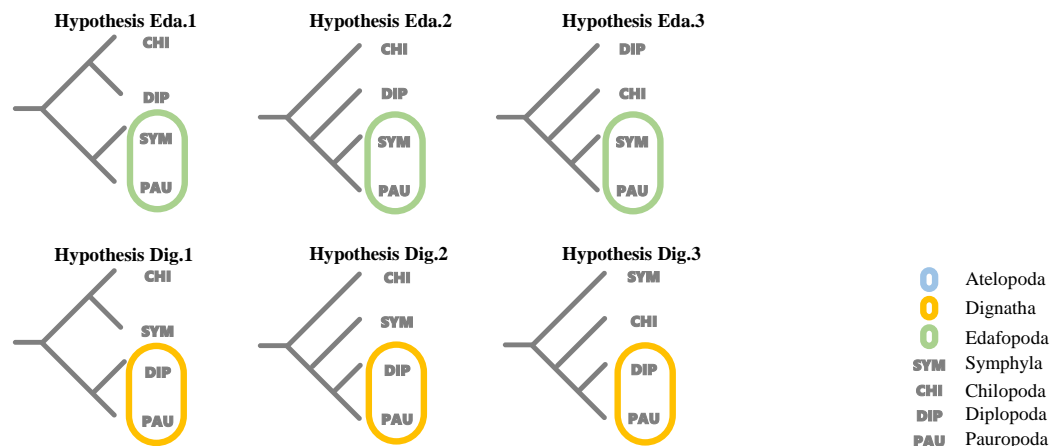 Hypothesis Eda.1
CHI
DIP
SYM
PAU
Hypothesis Eda.2
CHI
DIP
SYM
PAU
Hypothesis Eda.3
DIP
CHI
SYM
PAU
Hypothesis Dig.1
CHI
SYM
DIP
PAU
Hypothesis Dig.2
CHI
SYM
DIP
PAU
Hypothesis Dig.3
SYM
CHI
DIP
PAU
Atelopoda
Dignatha
Edafopoda
SYM Symphyla
CHI Chilopoda
DIP Diplopoda
PAU Pauropoda